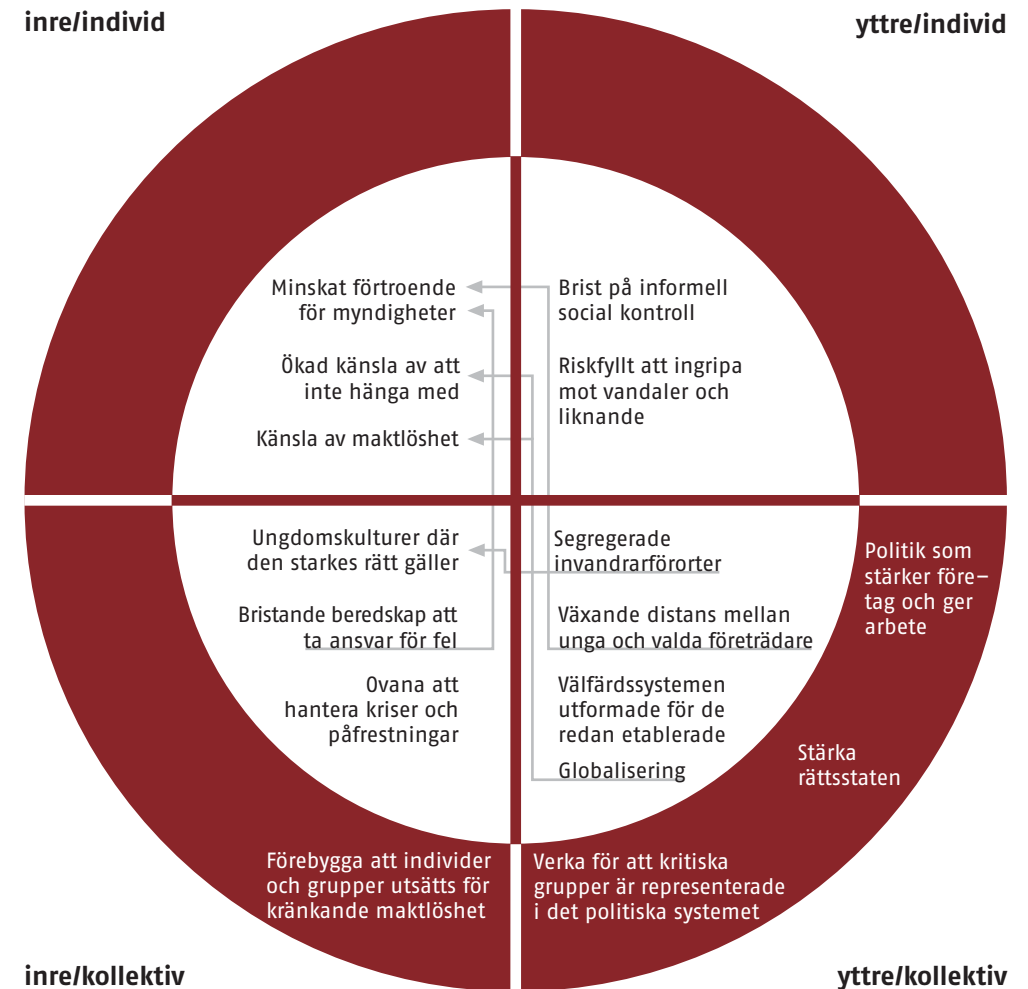 inre/individ
yttre/individ
Minskat förtroende
för myndigheter
Ökad känsla av att
inte hänga med
Känsla av maktlöshet
Brist på informell
social kontroll
Riskfyllt att ingripa
mot vandaler och
liknande
Ungdomskulturer där
den starkes rätt gäller
Bristande beredskap att
ta ansvar för fel
Ovana att
hantera kriser och
påfrestningar
Segregerade
invandrarförorter
Växande distans mellan
unga och valda företrädare
Välfärdssystemen
utformade för de
redan etablerade
Globalisering
Politik som
stärker före–
tag och ger
arbete
Stärka
rättsstaten
Förebygga att individer
och grupper utsätts för
kränkande maktlöshet
Verka för att kritiska
grupper är representerade
i det politiska systemet
inre/kollektiv
yttre/kollektiv